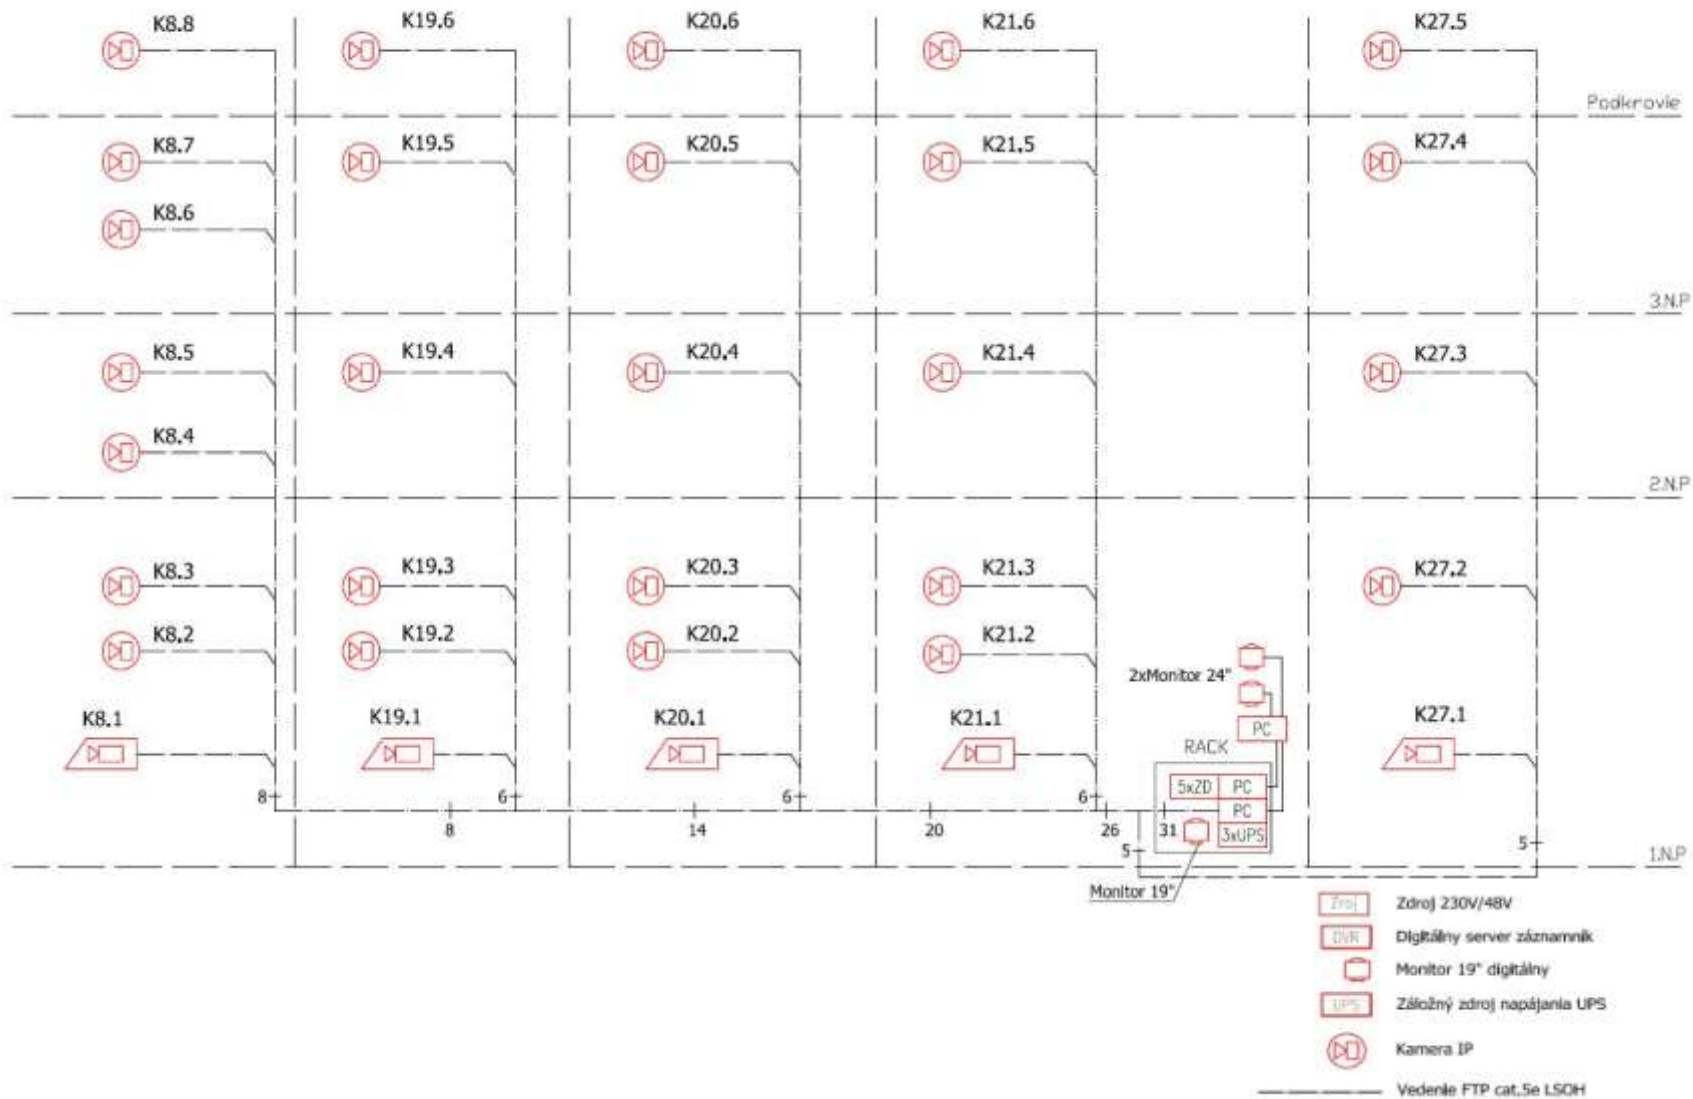 K8.8
K19.6
K20.6
K21.6
K27.5
Podkrovie
K8.7
K19.5
K20.5
K21.5
K27.4
K8.6
3.N.P
K8.5
K19.4
K20.4
K21.4
K27.3
K8.4
2.N.P
K8.3
K19.3
K20.3
K21.3
K27.2
K8.2
K19.2
K20.2
K21.2
2xMonitor 24"
K8.1
K19.1
K20.1
K21.1
PC
K27.1
RACK
5xZD PC
8
6
6
6
PC
8
14
20
26
31
3xUPS
5
5
1.N.P
Monitor 19"
Zroj Zdroj 230V/48V
DVR Digitálny server záznamník
Monitor 19" digitálny
UPS Záložný zdroj napájania UPS
Kamera IP
Vedenie FTP cat.5e LSOH